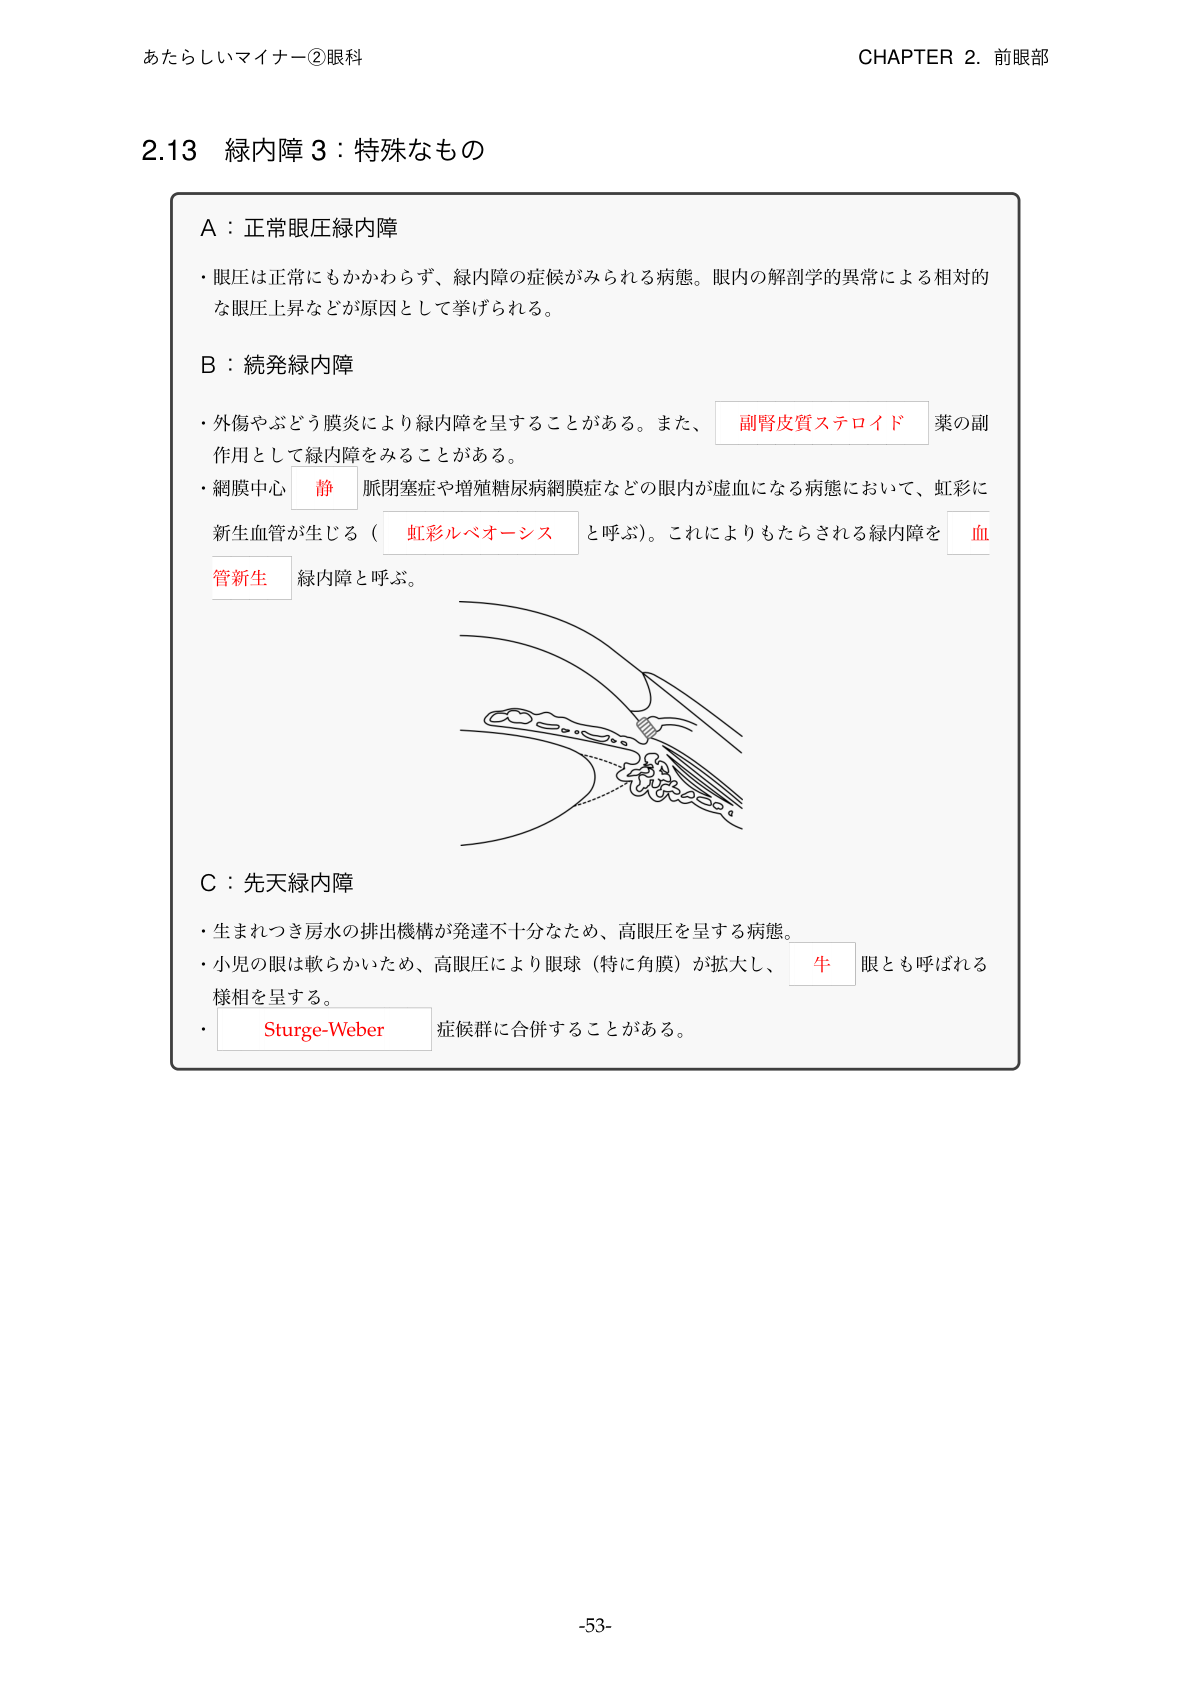 あたらしいマイナー②眼科
CHAPTER 2. 前眼部
2.13 緑内障 3：特殊なもの
A：正常眼圧緑内障
・眼圧は正常にもかかわらず、緑内障の症候がみられる病態。眼内の解剖学的異常による相対的
な眼圧上昇などが原因として挙げられる。
B：続発緑内障
・外傷やぶどう膜炎により緑内障を呈することがある。また、 副腎皮質ステロイド 薬の副
作用として緑内障をみることがある。
・網膜中心 静 脈閉塞症や増殖糖尿病網膜症などの眼内が虚血になる病態において、虹彩に
新生血管が生じる（ 虹彩ルベオーシス と呼ぶ）。これによりもたらされる緑内障を 血
管新生 緑内障と呼ぶ。
C：先天緑内障
・生まれつき房水の排出機構が発達不十分なため、高眼圧を呈する病態。
・小児の眼は軟らかいため、高眼圧により眼球（特に角膜）が拡大し、 牛 眼とも呼ばれる
様相を呈する。
・ Sturge-Weber 症候群に合併することがある。
-53-